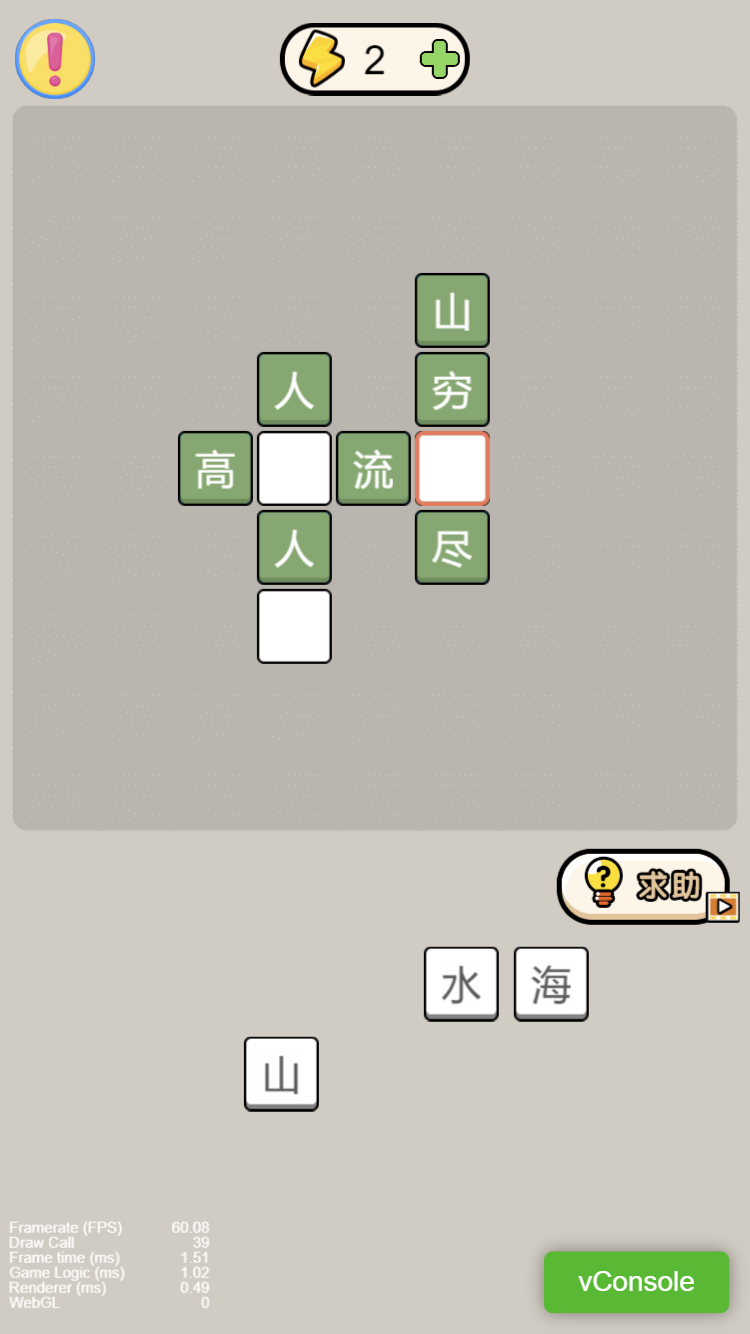 2
山
人 穷
高 流
人 尽
求助
水 海
山
Framerate (FPS) 60.08
Draw Call 39
Frame time (ms) 1.51
Game Logic (ms) 1.02
Renderer (ms) 0.49
WebGL 0
vConsole